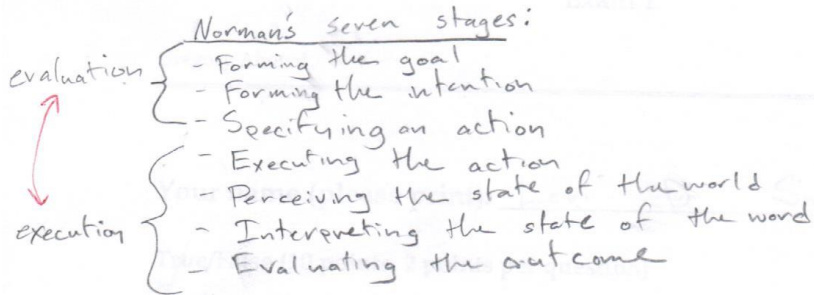 Norman's seven stages:
evaluation
- Forming the goal
- Forming the intention
- Specifying an action
execution
- Executing the action
- Perceiving the state of the world
- Interpreting the state of the word
- Evaluating the outcome